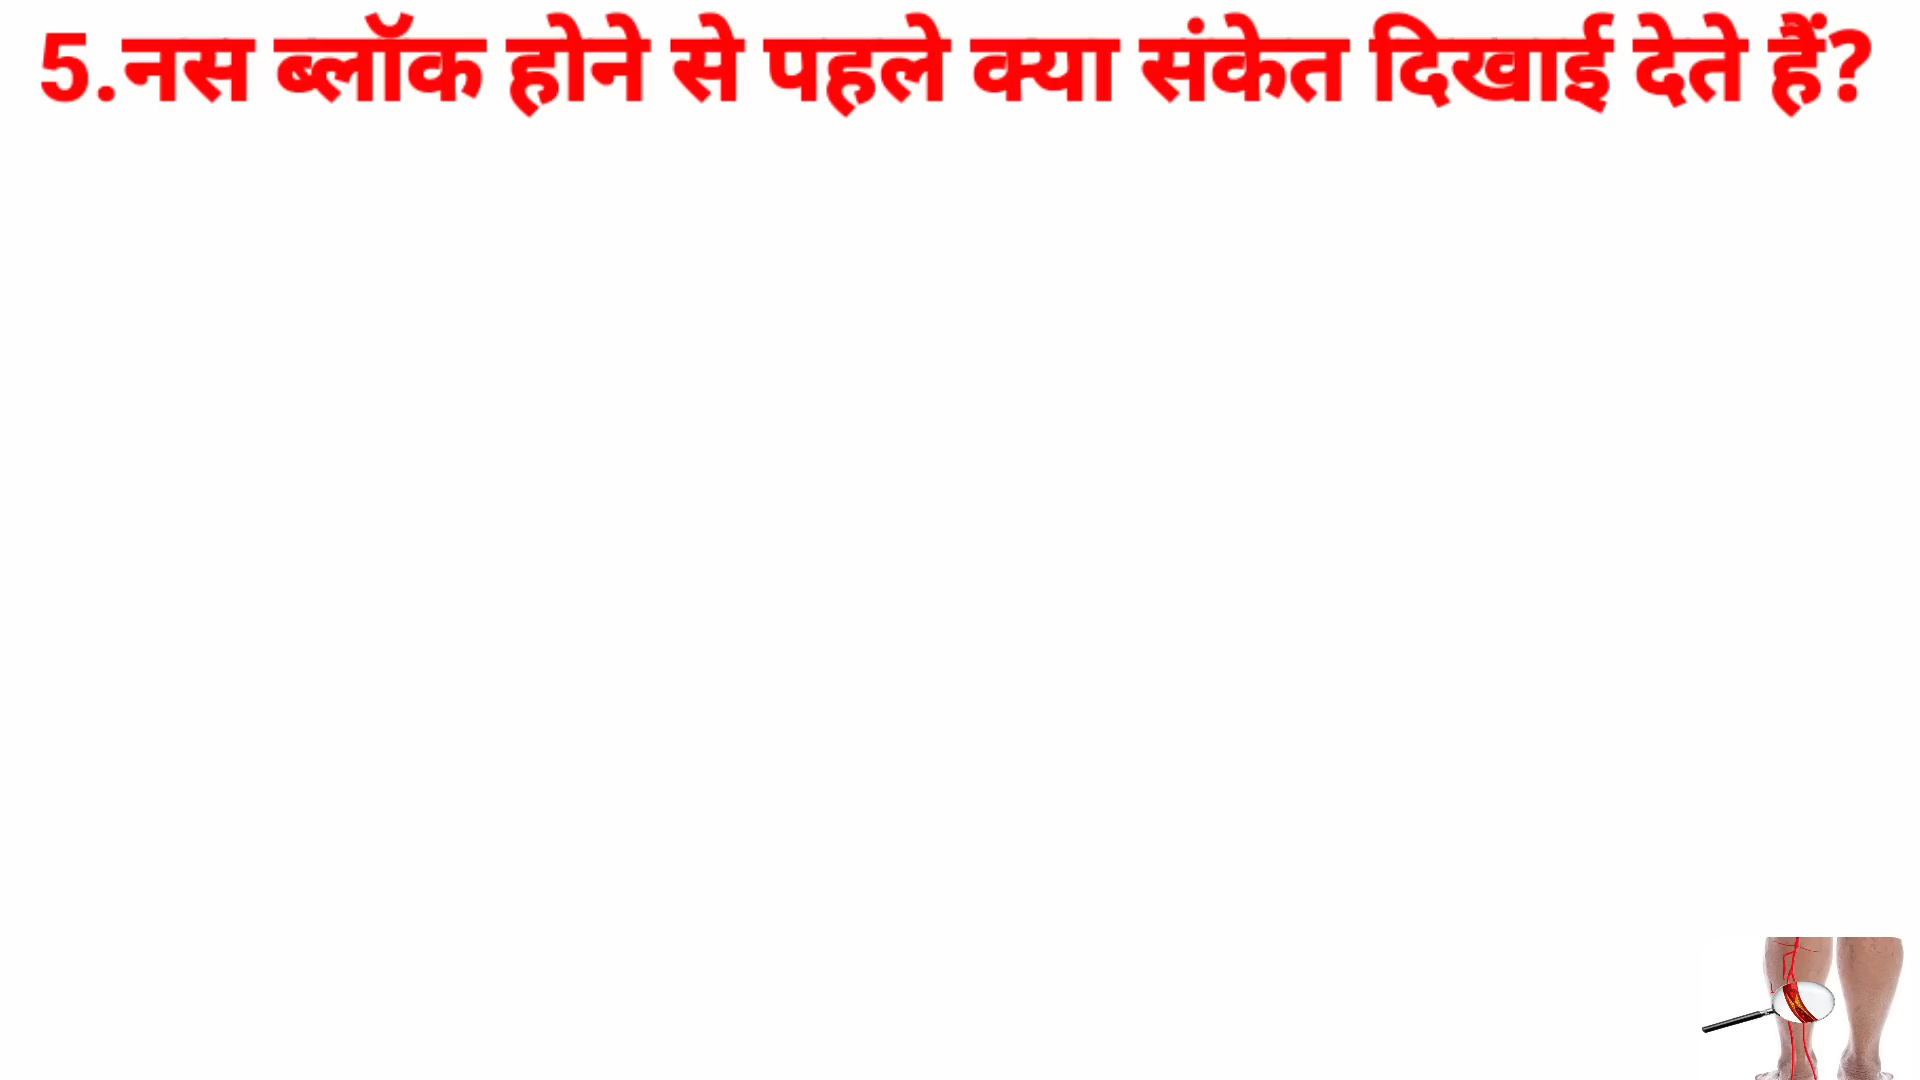 5.नस ब्लॉक होने से पहले क्या संकेत दिखाई देते हैं?